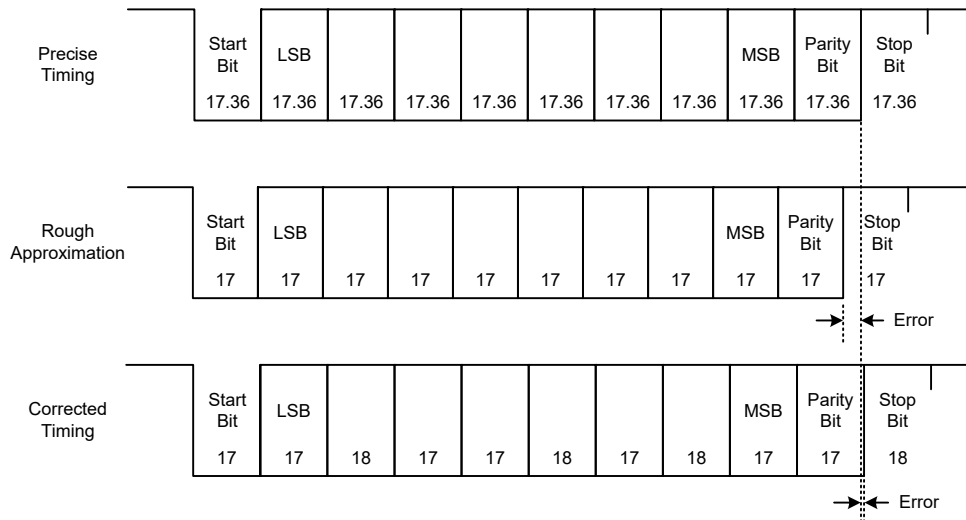 Precise
Timing
Start
Bit
LSB
MSB
Parity
Bit
Stop
Bit
17.36 17.36 17.36 17.36 17.36 17.36 17.36 17.36 17.36 17.36 17.36
Rough
Approximation
Start
Bit
LSB
MSB
Parity
Bit
Stop
Bit
17 17 17 17 17 17 17 17 17 17 17
Error
Corrected
Timing
Start
Bit
LSB
MSB
Parity
Bit
Stop
Bit
17 17 18 17 17 18 17 18 17 17 18
Error